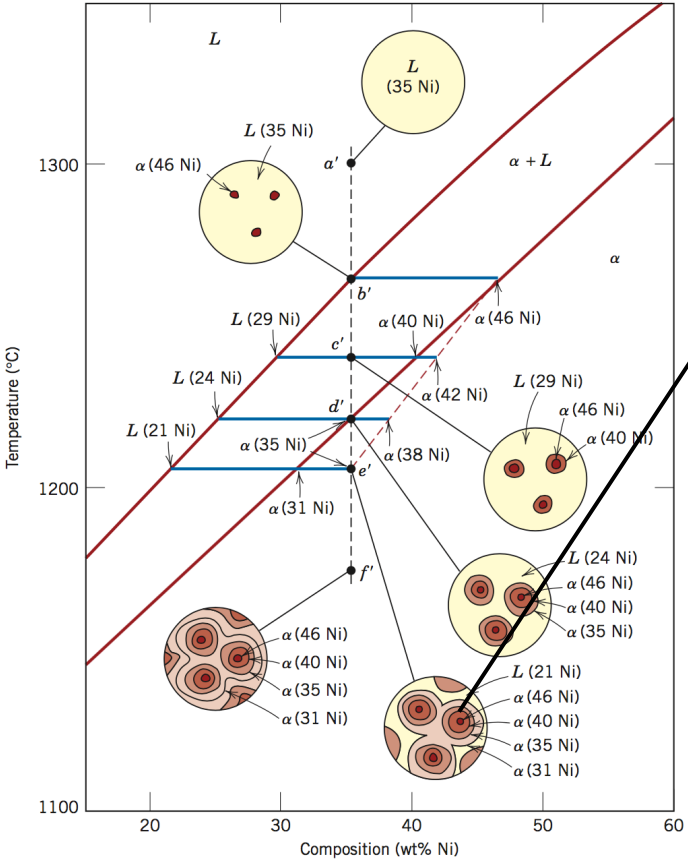 L
L
(35 Ni)
L (35 Ni)
α (46 Ni)
1300
a′
α + L
α
b′
L (29 Ni)
α (40 Ni)
α (46 Ni)
c′
L (24 Ni)
α (42 Ni)
L (29 Ni)
α (46 Ni)
α (40 Ni)
d′
L (21 Ni)
α (35 Ni)
α (38 Ni)
e′
1200
α (31 Ni)
f′
L (24 Ni)
α (46 Ni)
α (40 Ni)
α (35 Ni)
α (46 Ni)
α (40 Ni)
α (35 Ni)
α (31 Ni)
L (21 Ni)
α (46 Ni)
α (40 Ni)
α (35 Ni)
α (31 Ni)
1100
20 30 40 50 60
Composition (wt% Ni)
Temperature (°C)